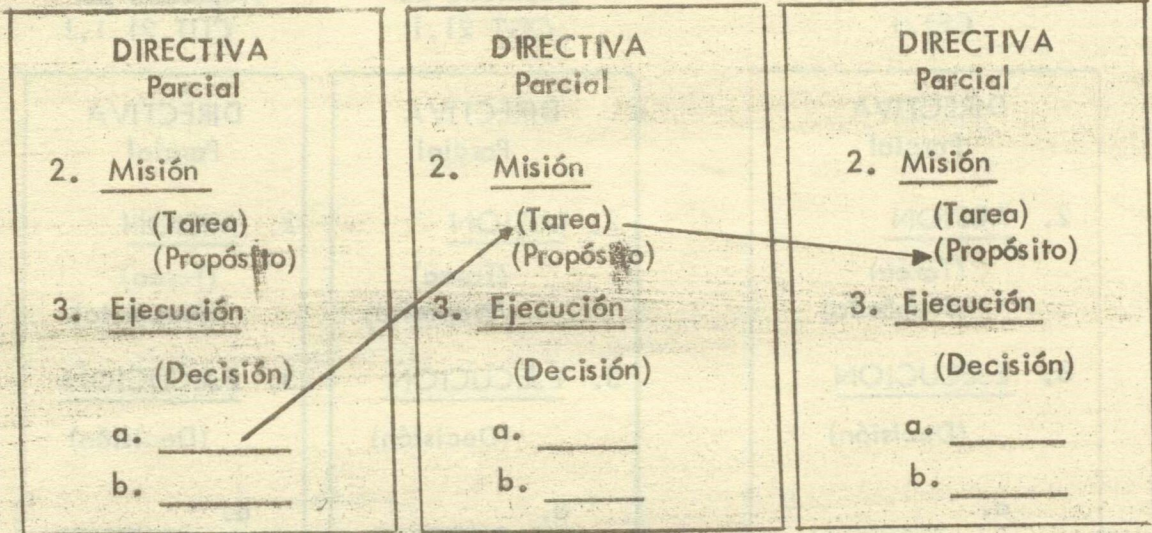 DIRECTIVA
Parcial
2. Misión
(Tarea)
(Propósito)
3. Ejecución
(Decisión)
a.
b.
DIRECTIVA
Parcial
2. Misión
(Tarea)
(Propósito)
3. Ejecución
(Decisión)
a.
b.
DIRECTIVA
Parcial
2. Misión
(Tarea)
(Propósito)
3. Ejecución
(Decisión)
a.
b.